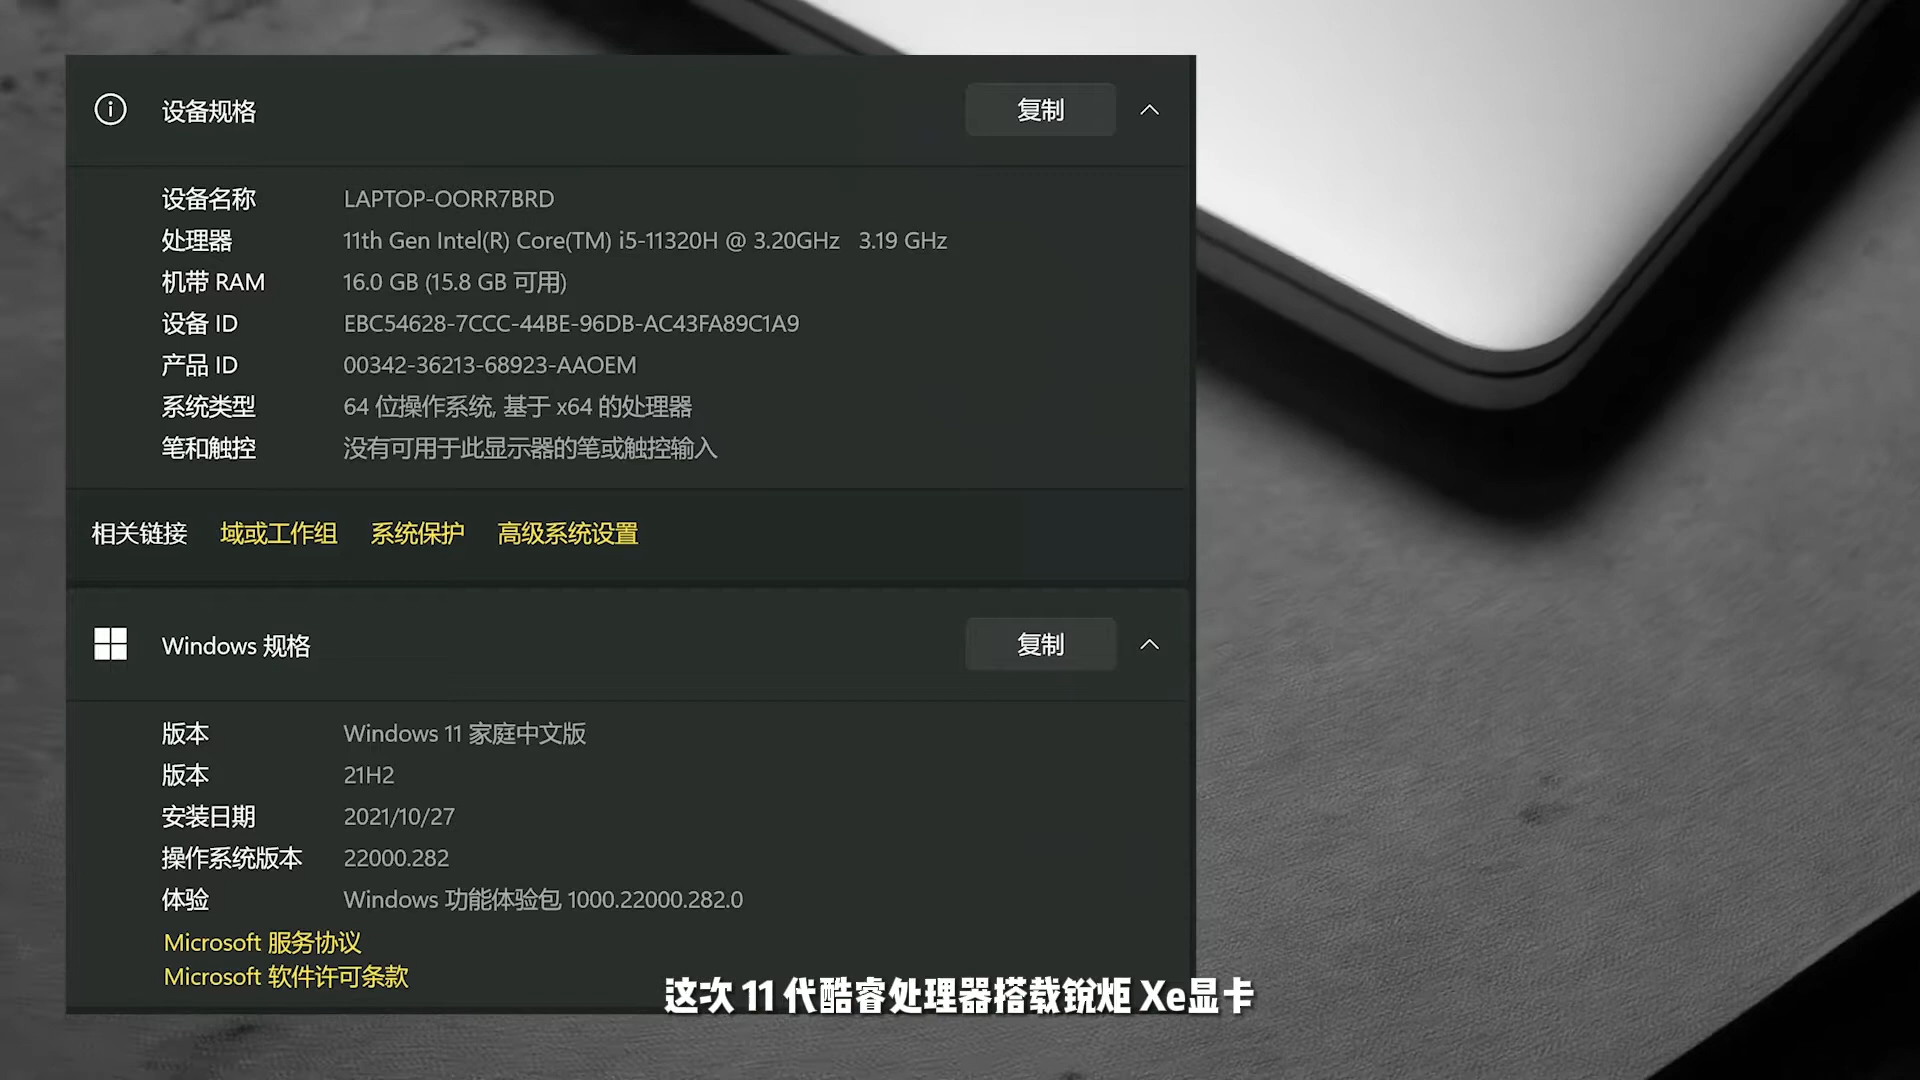 设备规格
复制
设备名称 LAPTOP-OORR7BRD
处理器 11th Gen Intel(R) Core(TM) i5-11320H @ 3.20GHz 3.19 GHz
机带 RAM 16.0 GB (15.8 GB 可用)
设备 ID EBC54628-7CCC-44BE-96DB-AC43FA89C1A9
产品 ID 00342-36213-68923-AAOEM
系统类型 64 位操作系统, 基于 x64 的处理器
笔和触控 没有可用于此显示器的笔或触控输入
相关链接 域或工作组 系统保护 高级系统设置
Windows 规格
复制
版本 Windows 11 家庭中文版
版本 21H2
安装日期 2021/10/27
操作系统版本 22000.282
体验 Windows 功能体验包 1000.22000.282.0
Microsoft 服务协议
Microsoft 软件许可条款
这次 11 代酷睿处理器搭载锐炬 Xe显卡